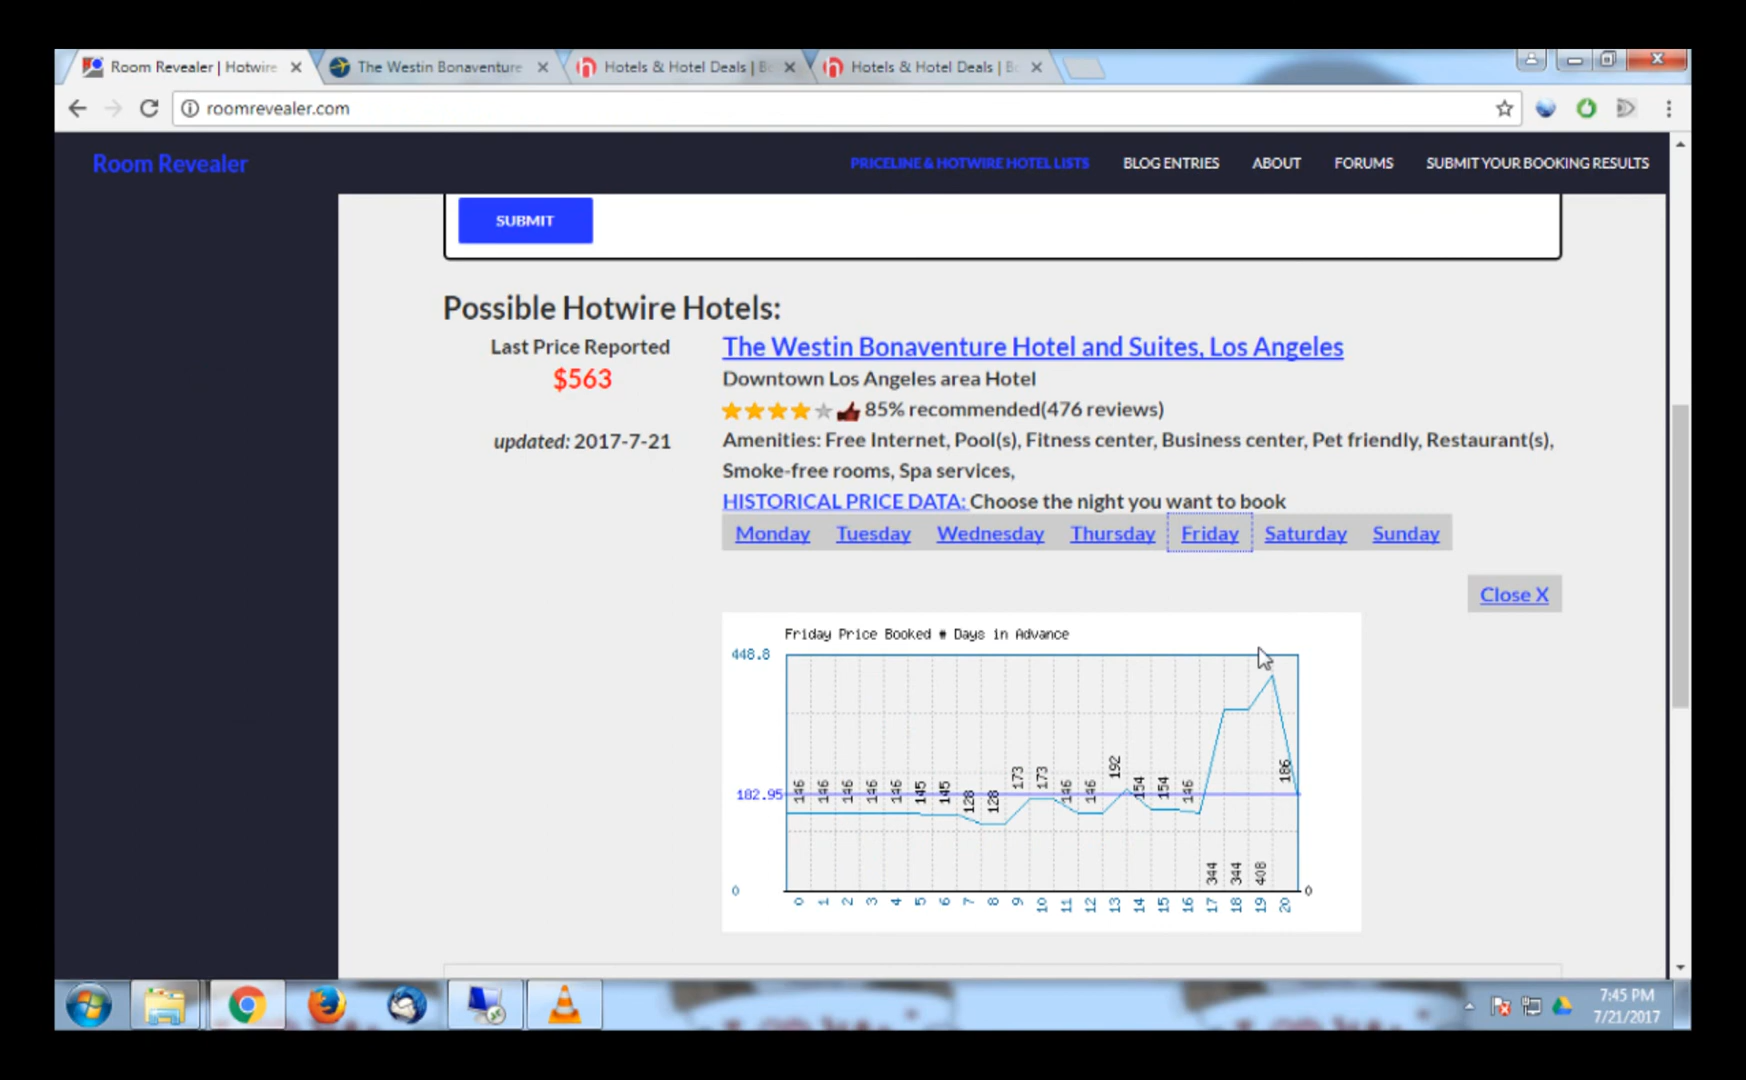 Room Revealer | Hotwire
The Westin Bonaventure
Hotels & Hotel Deals | B
Hotels & Hotel Deals | B
roomrevealer.com
Room Revealer
PRICELINE & HOTWIRE HOTEL LISTS
BLOG ENTRIES
ABOUT
FORUMS
SUBMIT YOUR BOOKING RESULTS
SUBMIT
Possible Hotwire Hotels:
Last Price Reported
$563
updated: 2017-7-21
The Westin Bonaventure Hotel and Suites, Los Angeles
Downtown Los Angeles area Hotel
85% recommended(476 reviews)
Amenities: Free Internet, Pool(s), Fitness center, Business center, Pet friendly, Restaurant(s),
Smoke-free rooms, Spa services,
HISTORICAL PRICE DATA: Choose the night you want to book
Monday Tuesday Wednesday Thursday Friday Saturday Sunday
Close X
Friday Price Booked # Days in Advance
448.8
182.95
0
146 146 146 146 146 145 145 128 128 173 173 146 146 192 154 154 146 344 344 408 186
0
0 1 2 3 4 5 6 7 8 9 10 11 12 13 14 15 16 17 18 19 20
7:45 PM
7/21/2017